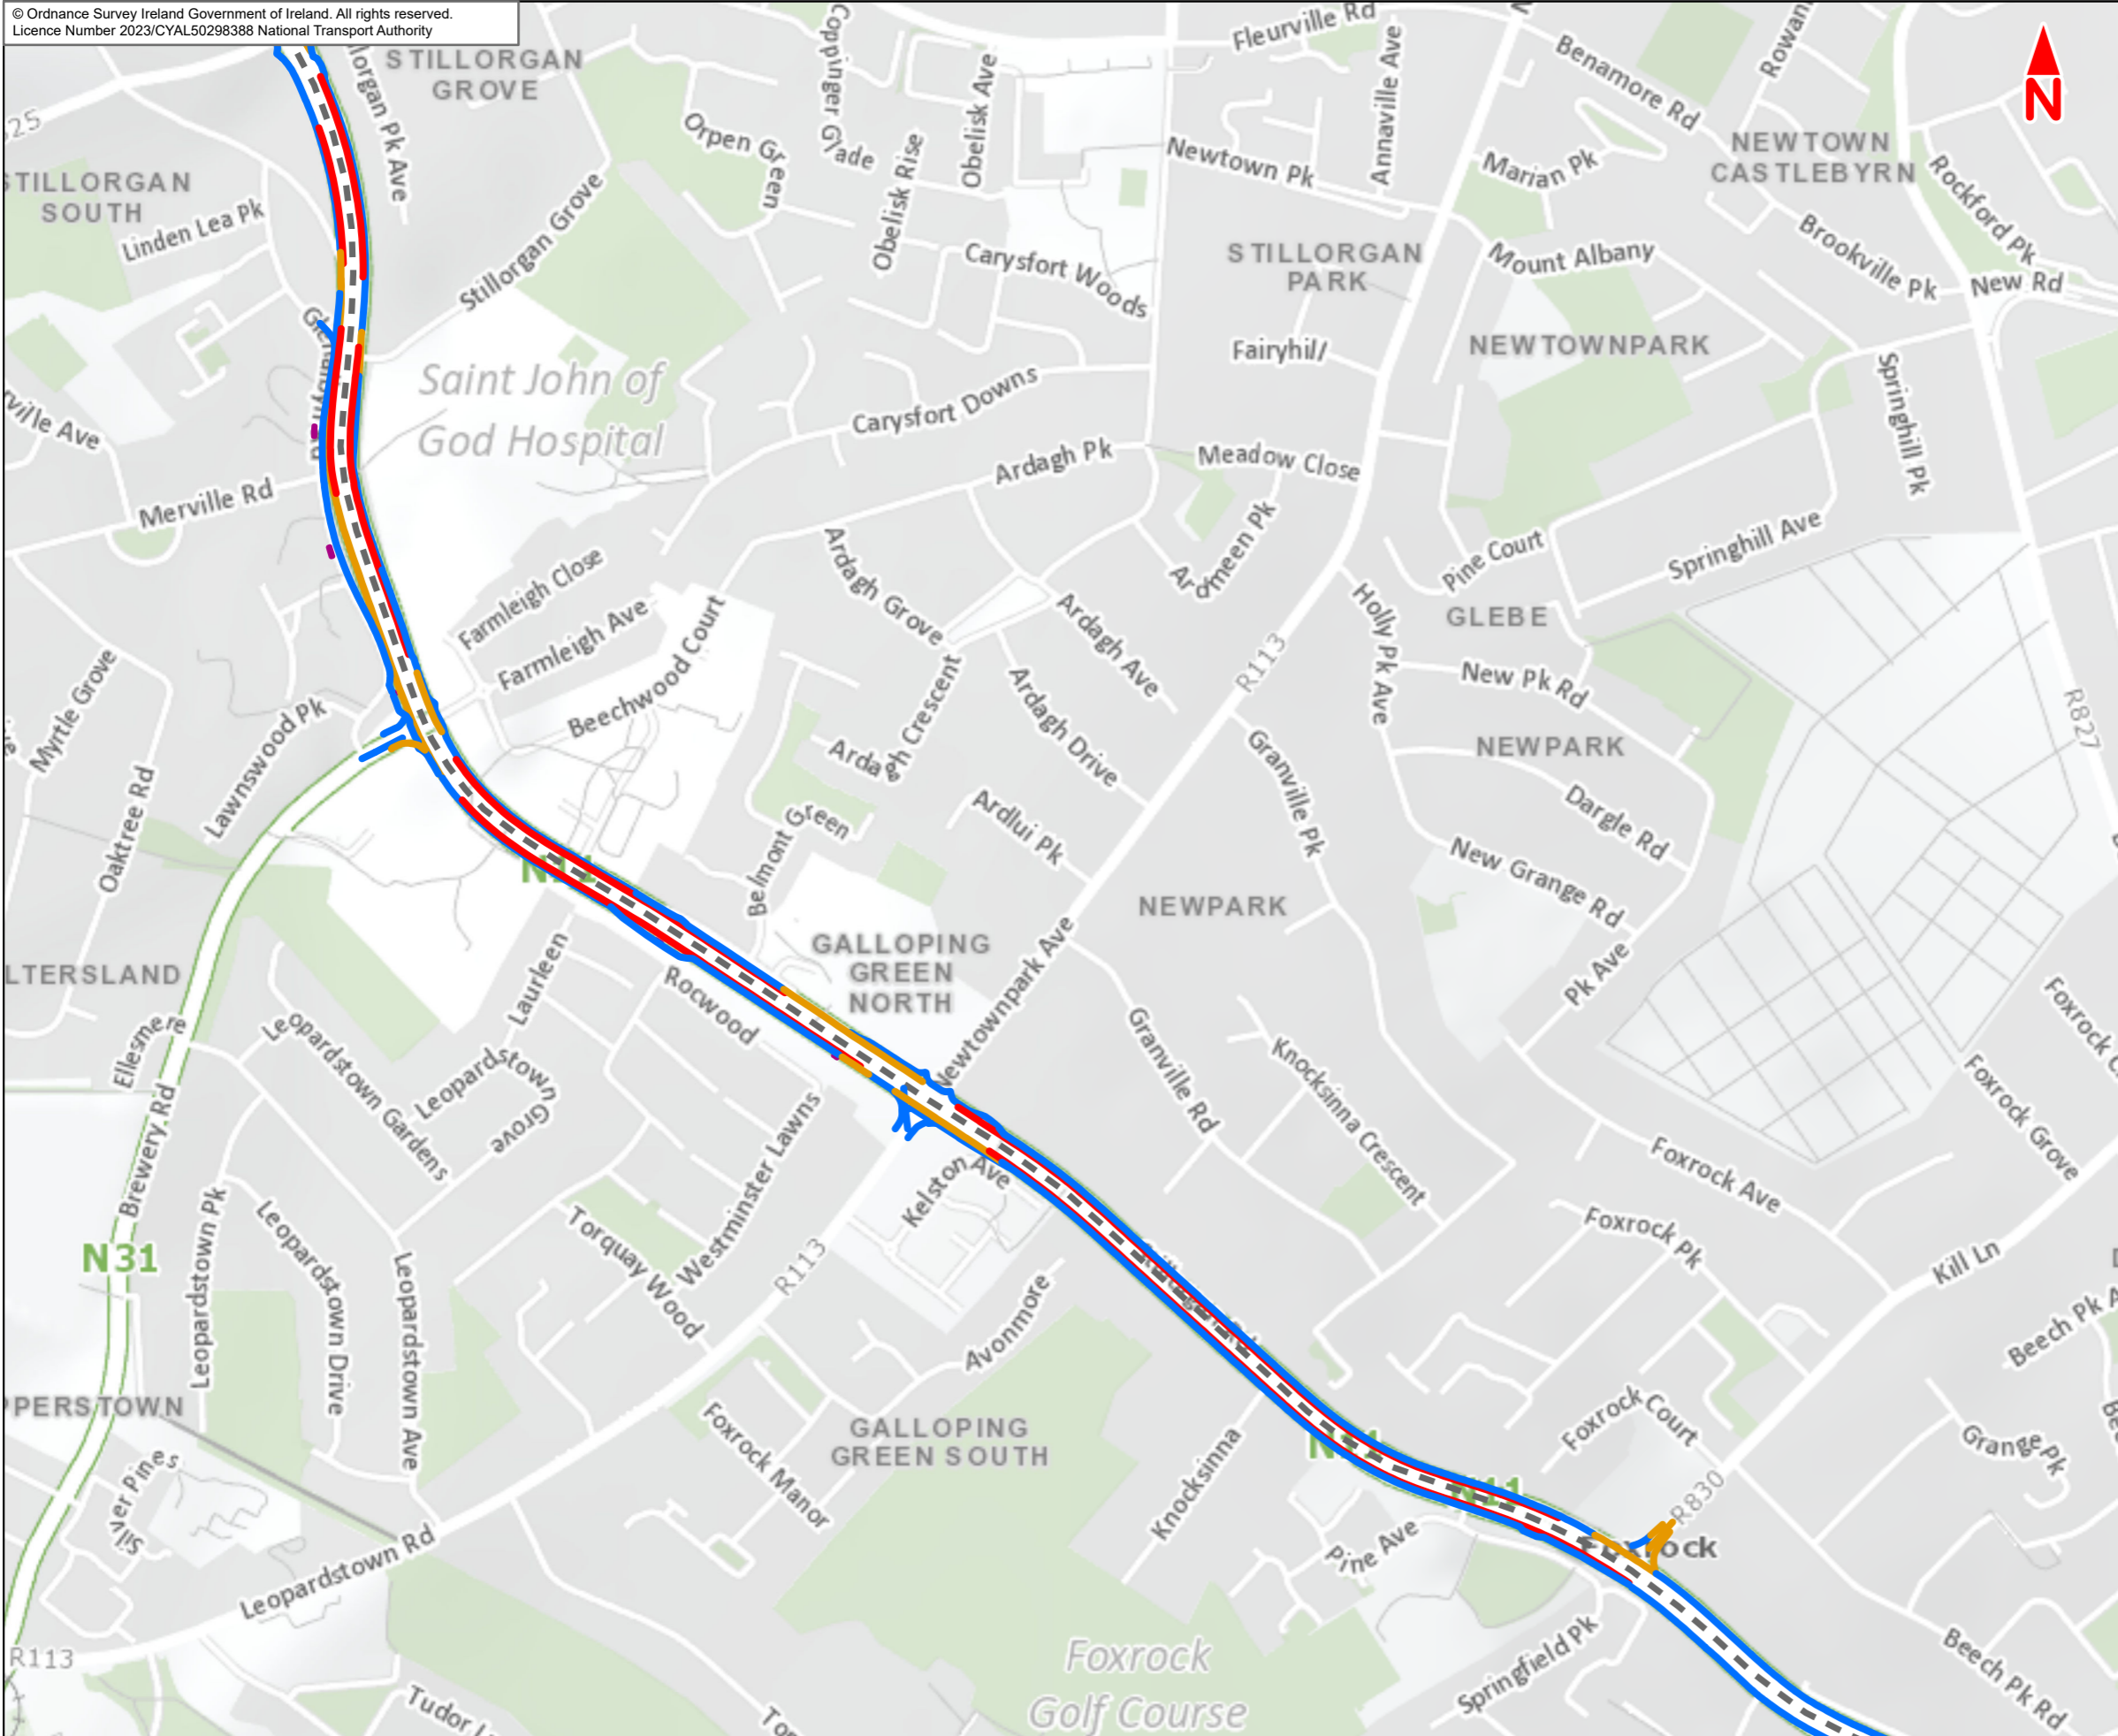 © Ordnance Survey Ireland Government of Ireland. All rights reserved.
Licence Number 2023/CYAL50298388 National Transport Authority
N
STILLORGAN
GROVE
Coppinger Glade
Obelisk Ave
Fleurville Rd
Annaville Ave
Benamore Rd
Orpen Green
Obelisk Rise
Newtown Pk
Marian Pk
NEWTOWN
CASTLEBYRN
Rockford Pk
STILLORGAN
SOUTH
Linden Lea Pk
Stillorgan Grove
Carysfort Woods
STILLORGAN
PARK
Mount Albany
Brookville Pk
New Rd
Saint John of
God Hospital
Fairyhill
NEWTOWNPARK
Springhill Pk
Carysfort Downs
Ardagh Pk
Meadow Close
Merville Rd
Ardmeen Pk
Pine Court
Springhill Ave
Farmleigh Close
Farmleigh Ave
Beechwood Court
Ardagh Grove
Ardagh Ave
Holly Pk Ave
GLEBE
Myrtle Grove
Lawnswood Pk
Ardagh Crescent
Ardagh Drive
R113
New Pk Rd
R827
Oaktree Rd
Ardagh Green
Belmont Green
Ardlui Pk
Granville Pk
NEWPARK
Dargle Rd
N11
New Grange Rd
NEWPARK
GALLOPING
GREEN
NORTH
Newtownpark Ave
Pk Ave
LTERSLAND
Laurleen
Rocwood
Ellesmere
Leopardstown Gardens
Leopardstown Grove
Granville Rd
Knocksinna Crescent
Foxrock Grove
Brewery Rd
Westminster Lawns
Kelston Ave
Foxrock Ave
Foxrock Pk
Kill Ln
N31
Leopardstown Pk
Leopardstown Drive
Leopardstown Ave
Torquay Wood
R113
Avonmore
PPERSTOWN
Foxrock Manor
GALLOPING
GREEN SOUTH
Knocksinna
N11
N11
Foxrock Court
Grange Pk
Silver Pines
Leopardstown Rd
Pine Ave
Foxrock
R830
R113
Foxrock
Golf Course
Springfield Pk
Beech Pk Rd